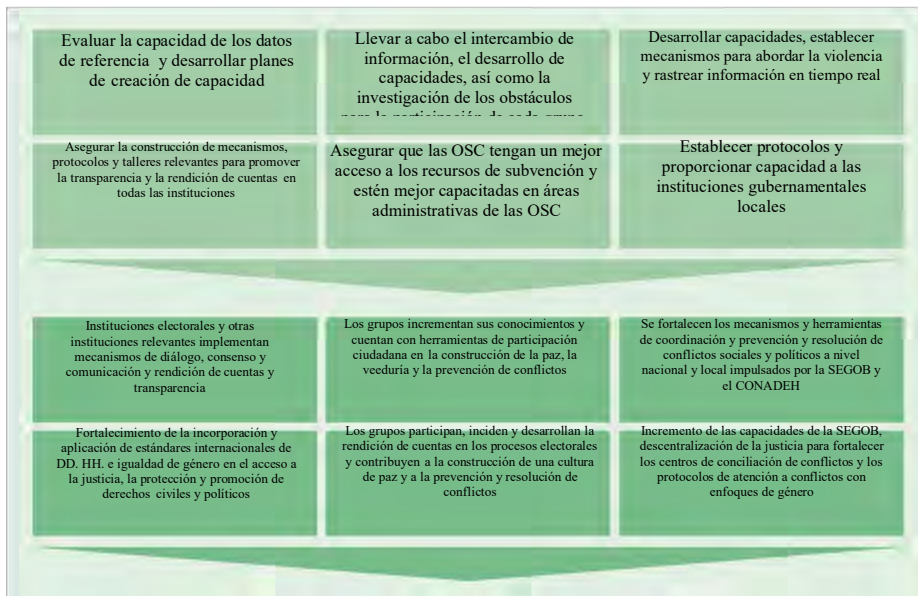 Evaluar la capacidad de los datos
de referencia y desarrollar planes
de creación de capacidad
Llevar a cabo el intercambio de
información, el desarrollo de
capacidades, así como la
investigación de los obstáculos
para la participación de cada grupo
Desarrollar capacidades, establecer
mecanismos para abordar la violencia
y rastrear información en tiempo real
Asegurar la construcción de mecanismos,
protocolos y talleres relevantes para promover
la transparencia y la rendición de cuentas en
todas las instituciones
Asegurar que las OSC tengan un mejor
acceso a los recursos de subvención y
estén mejor capacitadas en áreas
administrativas de las OSC
Establecer protocolos y
proporcionar capacidad a las
instituciones gubernamentales
locales
Instituciones electorales y otras
instituciones relevantes implementan
mecanismos de diálogo, consenso y
comunicación y rendición de cuentas y
transparencia
Los grupos incrementan sus conocimientos y
cuentan con herramientas de participación
ciudadana en la construcción de la paz, la
veeduría y la prevención de conflictos
Se fortalecen los mecanismos y herramientas
de coordinación y prevención y resolución de
conflictos sociales y políticos a nivel
nacional y local impulsados por la SEGOB y
el CONADEH
Fortalecimiento de la incorporación y
aplicación de estándares internacionales de
DD. HH. e igualdad de género en el acceso a
la justicia, la protección y promoción de
derechos civiles y políticos
Los grupos participan, inciden y desarrollan la
rendición de cuentas en los procesos electorales
y contribuyen a la construcción de una cultura
de paz y a la prevención y resolución de
conflictos
Incremento de las capacidades de la SEGOB,
descentralización de la justicia para fortalecer
los centros de conciliación de conflictos y los
protocolos de atención a conflictos con
enfoques de género